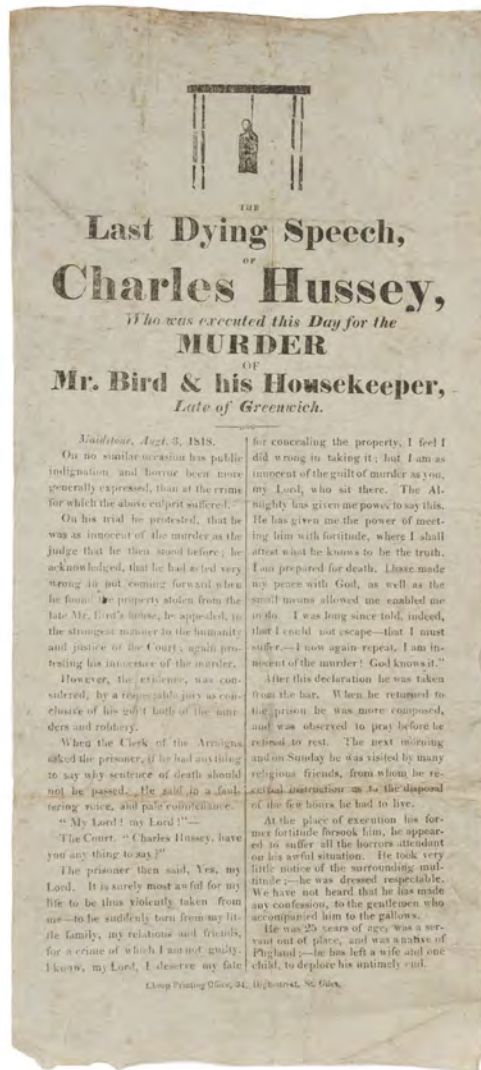 THE
Last Dying Speech,
OF
Charles Hussey,
Who was executed this Day for the
MURDER
OF
Mr. Bird & his Housekeeper,
Late of Greenwich.
Maidstone, Augt. 3, 1818.
On no similar occasion has public
indignation and horror been more
generally expressed, than at the crime
for which the above culprit suffered.
On his trial he protested, that he
was as innocent of the murder as the
judge that he then stood before; he
acknowledged, that he had acted very
wrong in not coming forward when
he found the property stolen from the
late Mr. Bird's house, he appealed, in
the strongest manner to the humanity
and justice of the Court; again pro-
testing his innocence of the murder.
However, the evidence, was con-
sidered, by a respectable jury as con-
clusive of his guilt both of the mur-
ders and robbery.
When the Clerk of the Arraigns
asked the prisoner, if he had anything
to say why sentence of death should
not be passed. He said in a faul-
tering voice, and pale countenance.
" My Lord! my Lord!"—
The Court. " Charles Hussey, have
you any thing to say?"
The prisoner then said, Yes, my
Lord. It is surely most awful for my
life to be thus violently taken from
me—to be suddenly torn from my lit-
tle family, my relations and friends,
for a crime of which I am not guilty.
I know, my Lord, I deserve my fate
for concealing the property, I feel I
did wrong in taking it; but I am as
innocent of the guilt of murder as you,
my Lord, who sit there. The Al-
mighty has given me power to say this.
He has given me the power of meet-
ing him with fortitude, where I shall
attest what he knows to be the truth.
I am prepared for death. I have made
my peace with God, as well as the
small means allowed me enabled me
to do. I was long since told, indeed,
that I could not escape—that I must
suffer.—I now again repeat, I am in-
nocent of the murder! God knows it."
After this declaration he was taken
from the bar. When he returned to
the prison he was more composed,
and was observed to pray before he
retired to rest. The next morning
and on Sunday he was visited by many
religious friends, from whom he re-
ceived instruction as to the disposal
of the few hours he had to live.
At the place of execution his for-
mer fortitude forsook him, he appear-
ed to suffer all the horrors attendant
on his awful situation. He took very
little notice of the surrounding mul-
titude;—he was dressed respectable.
We have not heard that he has made
any confession, to the gentlemen who
accompanied him to the gallows.
He was 25 years of age, was a ser-
vant out of place, and was a native of
England;—he has left a wife and one
child, to deplore his untimely end.
Cheap Printing Office, 34, High-street, St. Giles,